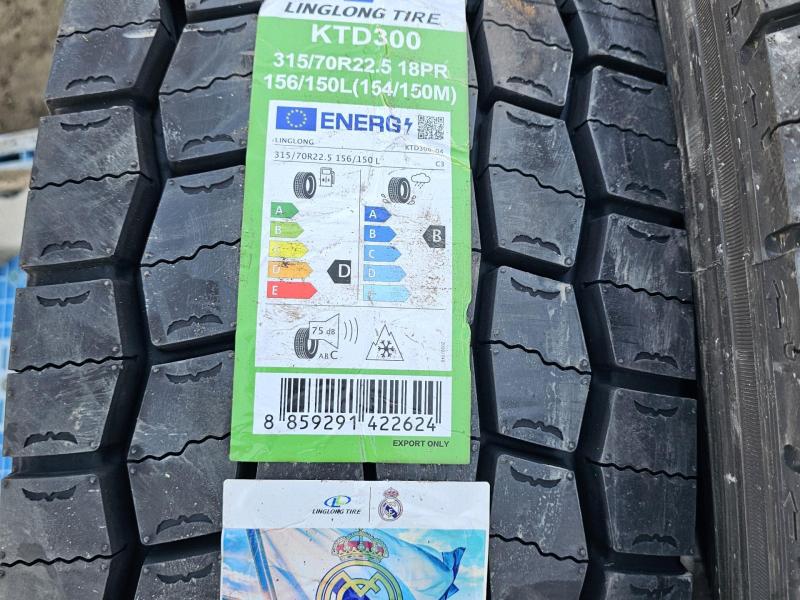 LINGLONG TIRE
KTD300
315/70R22.5 18PR
156/150L(154/150M)
ENERG
LINGLONG
KTD300-04
315/70R22.5 156/150 L
C3
A
B
C
D
E
D
A
B
C
D
E
B
75 dB
ABC
8 859291 422624
EXPORT ONLY
LINGLONG TIRE